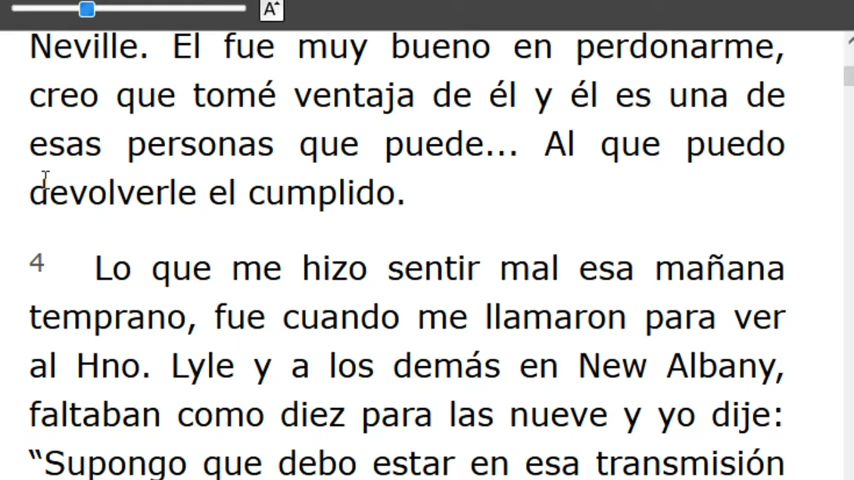 A
Neville. El fue muy bueno en perdonarme,
creo que tomé ventaja de él y él es una de
esas personas que puede... Al que puedo
devolverle el cumplido.
4 Lo que me hizo sentir mal esa mañana
temprano, fue cuando me llamaron para ver
al Hno. Lyle y a los demás en New Albany,
faltaban como diez para las nueve y yo dije:
“Supongo que debo estar en esa transmisión